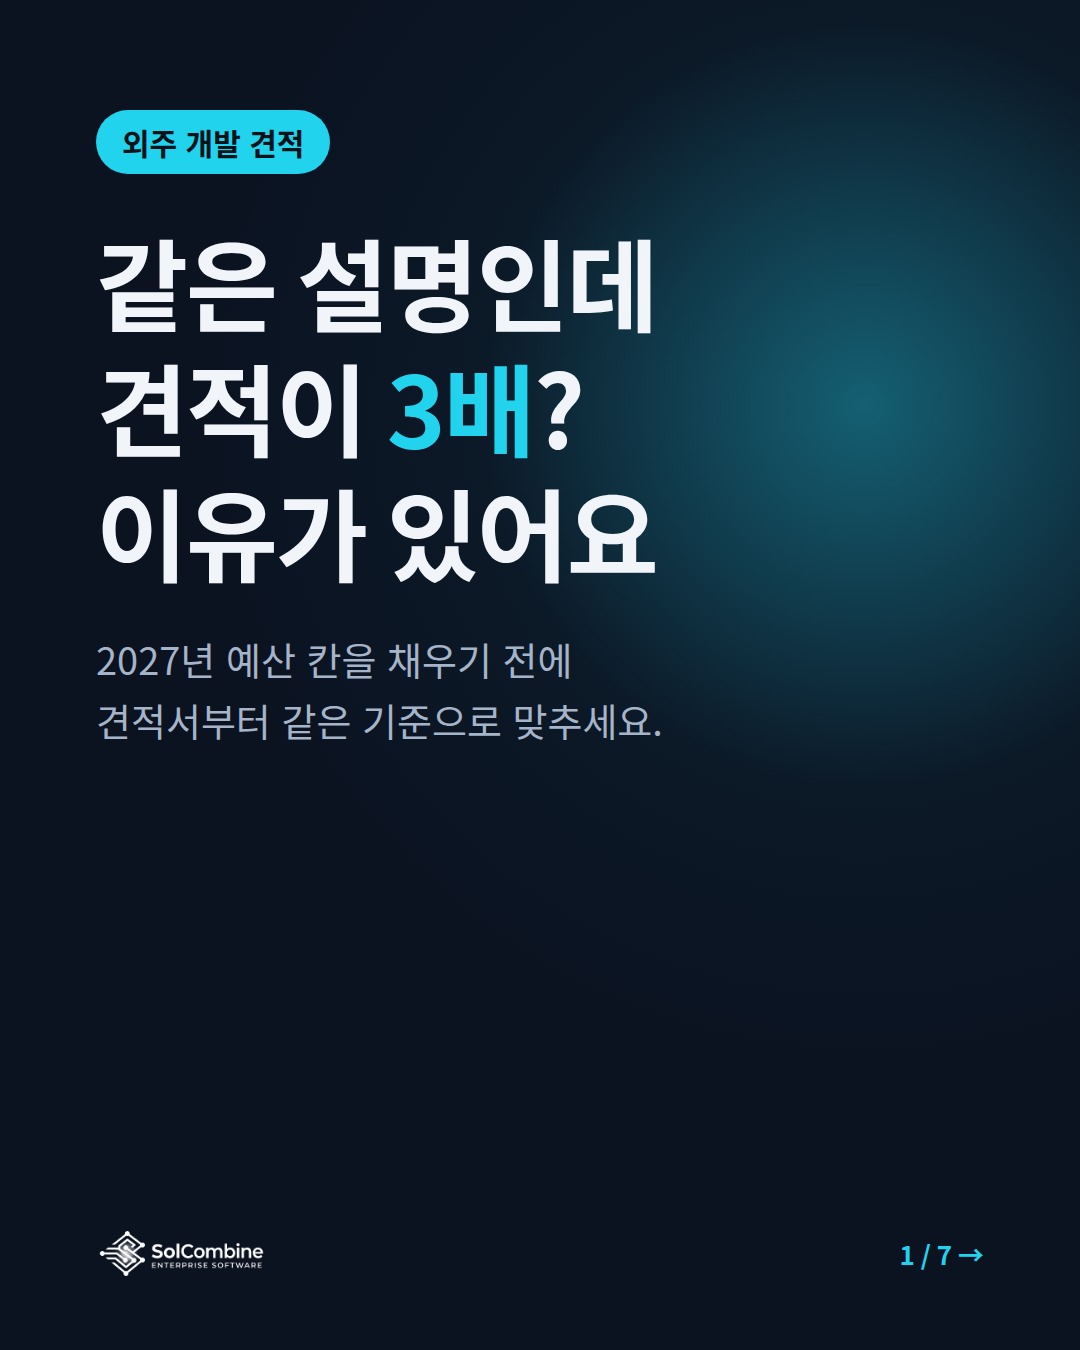 외주 개발 견적
같은 설명인데
견적이 3배?
이유가 있어요
2027년 예산 칸을 채우기 전에
견적서부터 같은 기준으로 맞추세요.
SolCombine
ENTERPRISE SOFTWARE
1 / 7 →